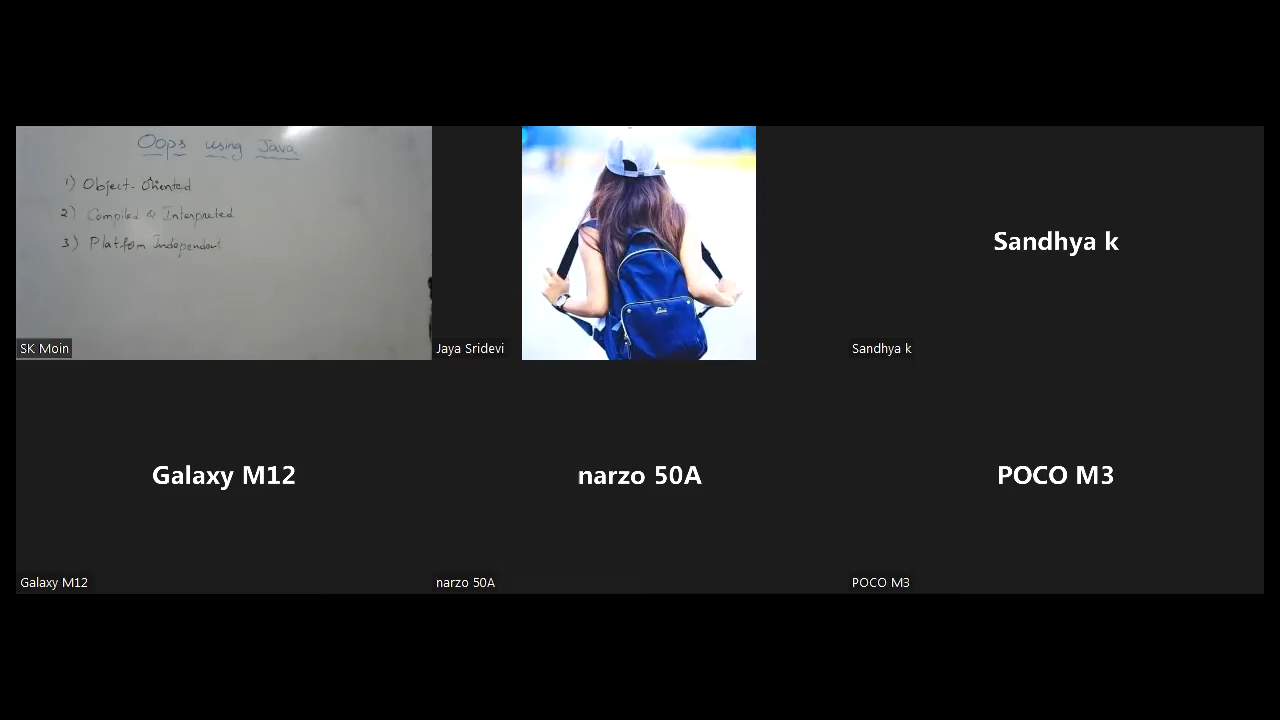 Oops using Java
1) Object-Oriented
2) Compiled & Interpreted
3) Platform Independent
SK Moin
Jaya Sridevi
Sandhya k
Sandhya k
Galaxy M12
narzo 50A
POCO M3
Galaxy M12
narzo 50A
POCO M3